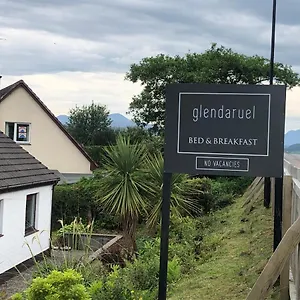 glendaruel
BED & BREAKFAST
NO VACANCIES